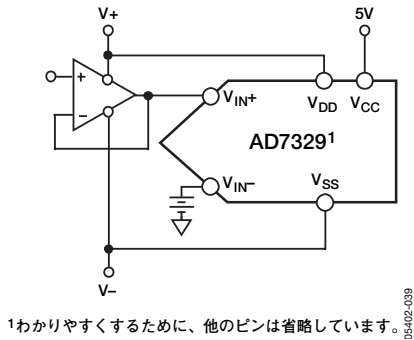 V+
5V
+
−
VIN+
VDD
VCC
AD7329¹
VIN−
VSS
V−
¹わかりやすくするために、他のピンは省略しています。
05402-039